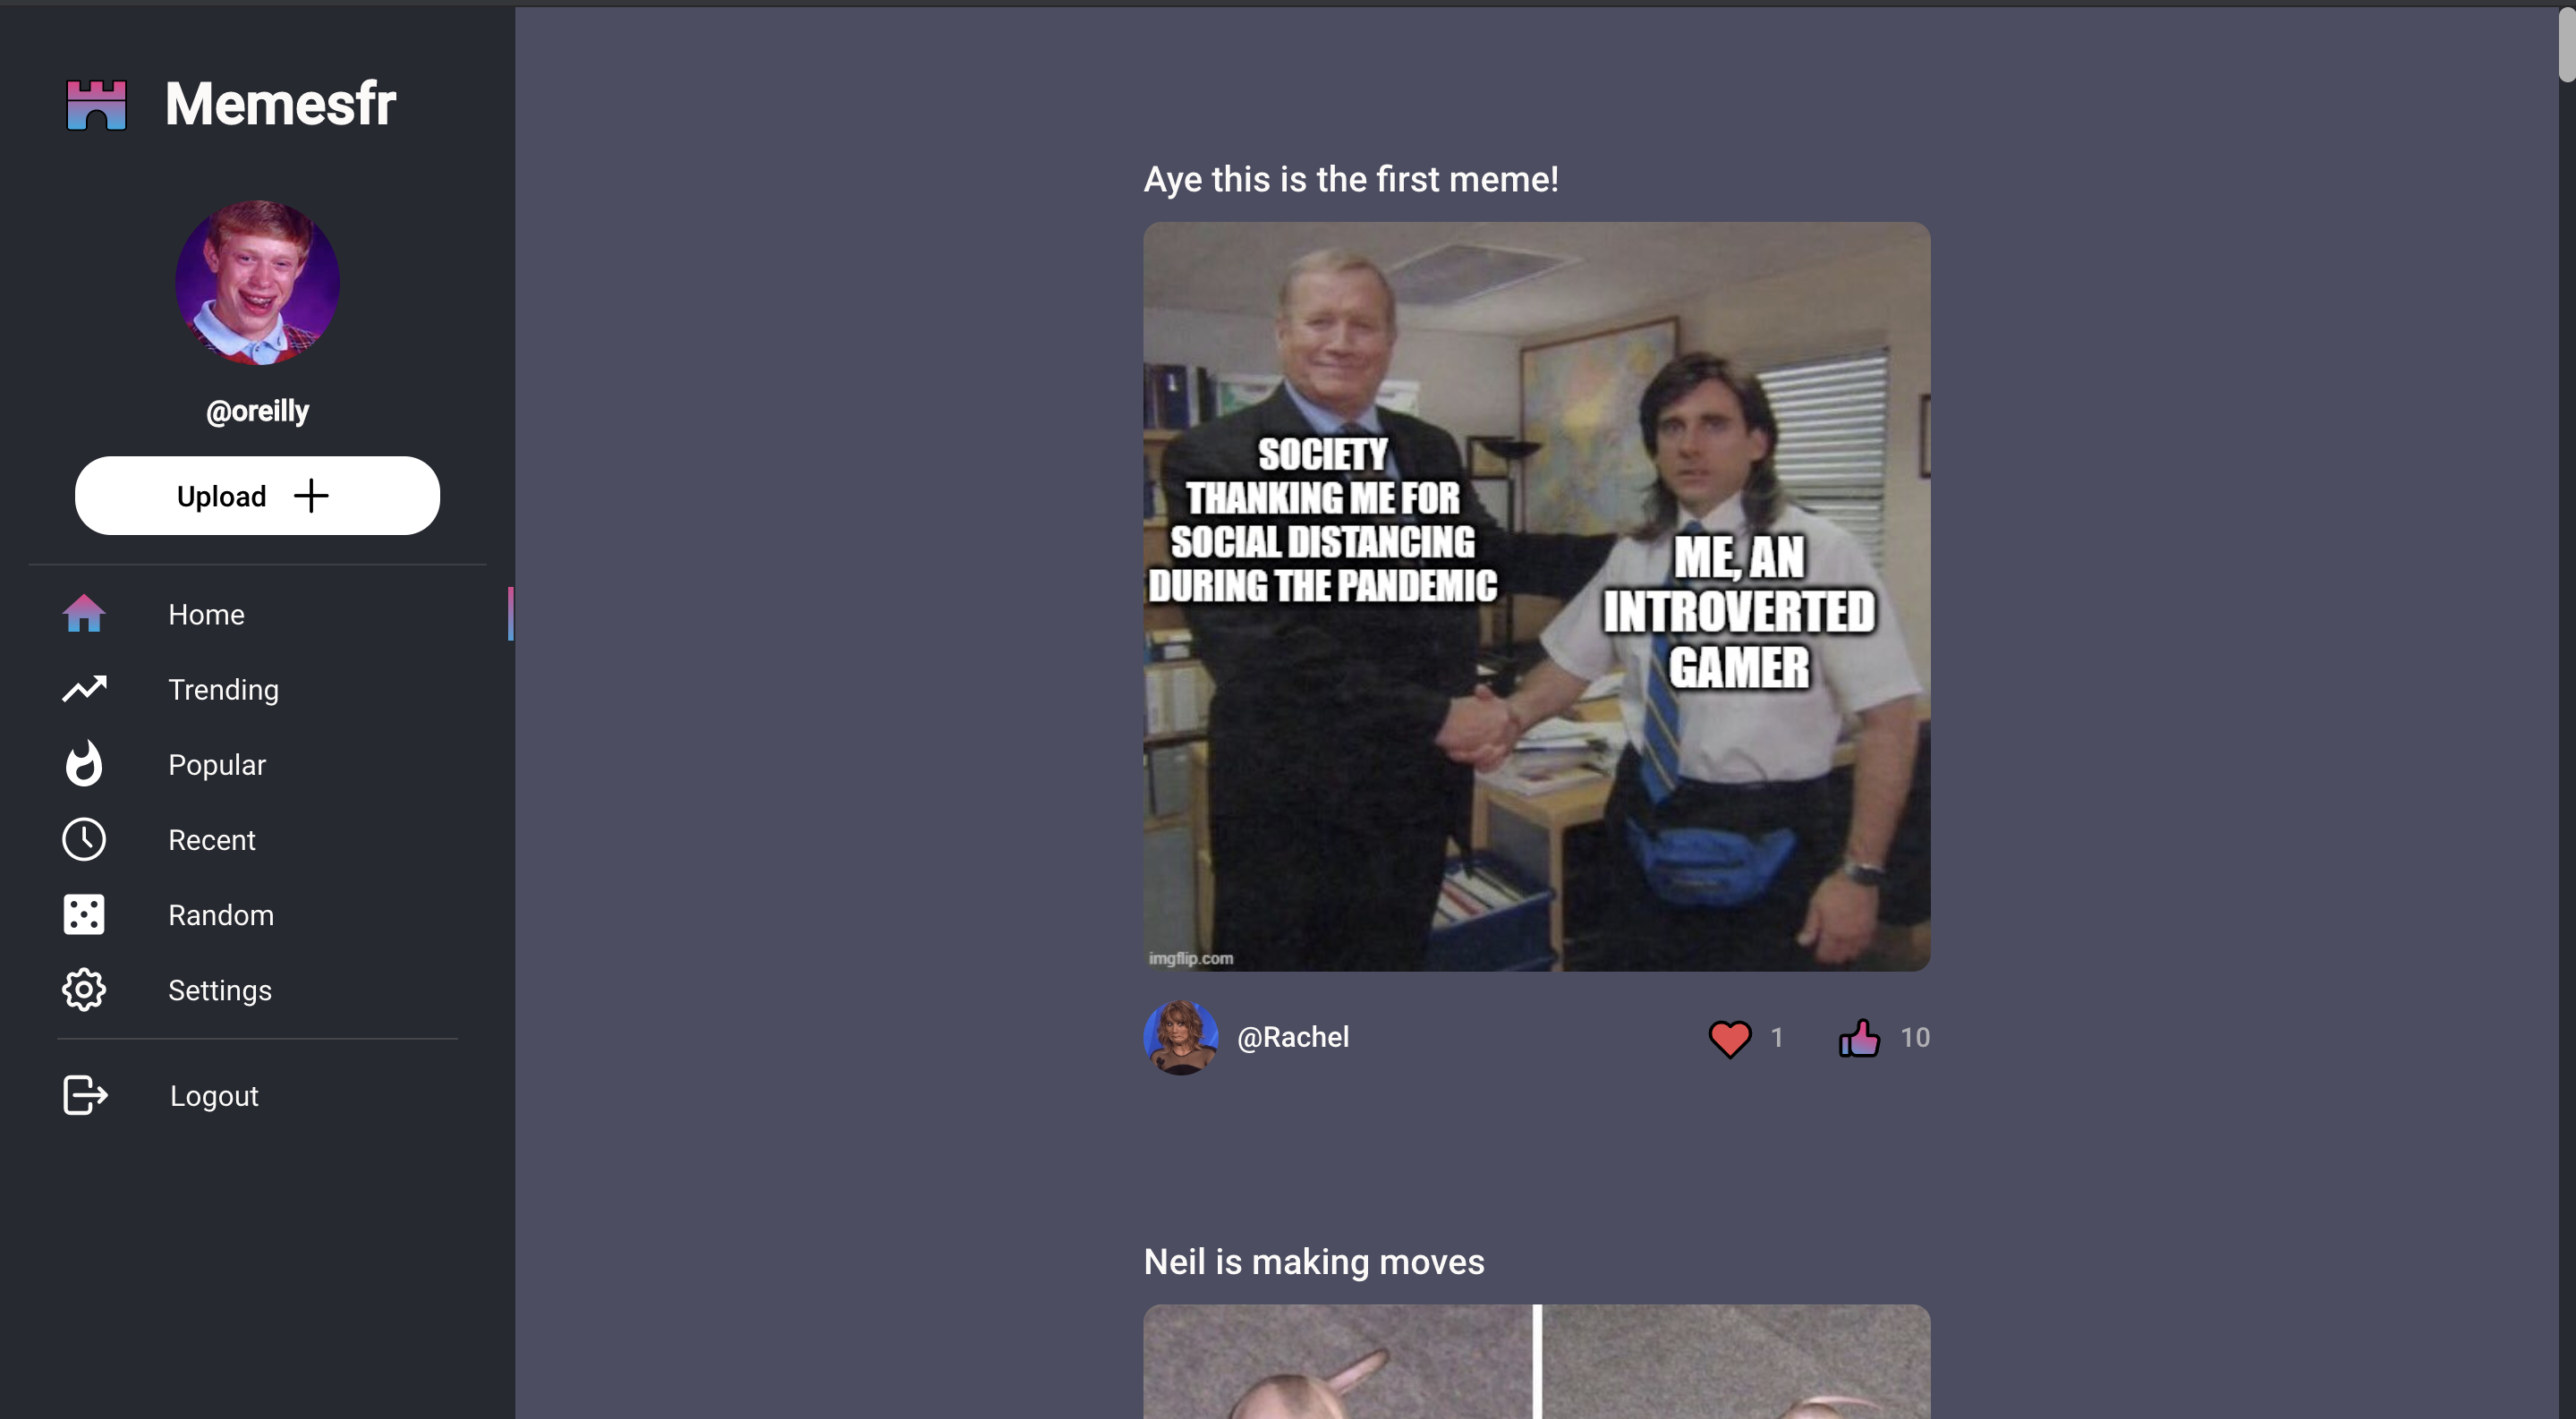 Memesfr
@oreilly
Upload
Home
Trending
Popular
Recent
Random
Settings
Logout
Aye this is the first meme!
SOCIETY
THANKING ME FOR
SOCIAL DISTANCING
DURING THE PANDEMIC
ME, AN
INTROVERTED
GAMER
imgflip.com
@Rachel
1
10
Neil is making moves